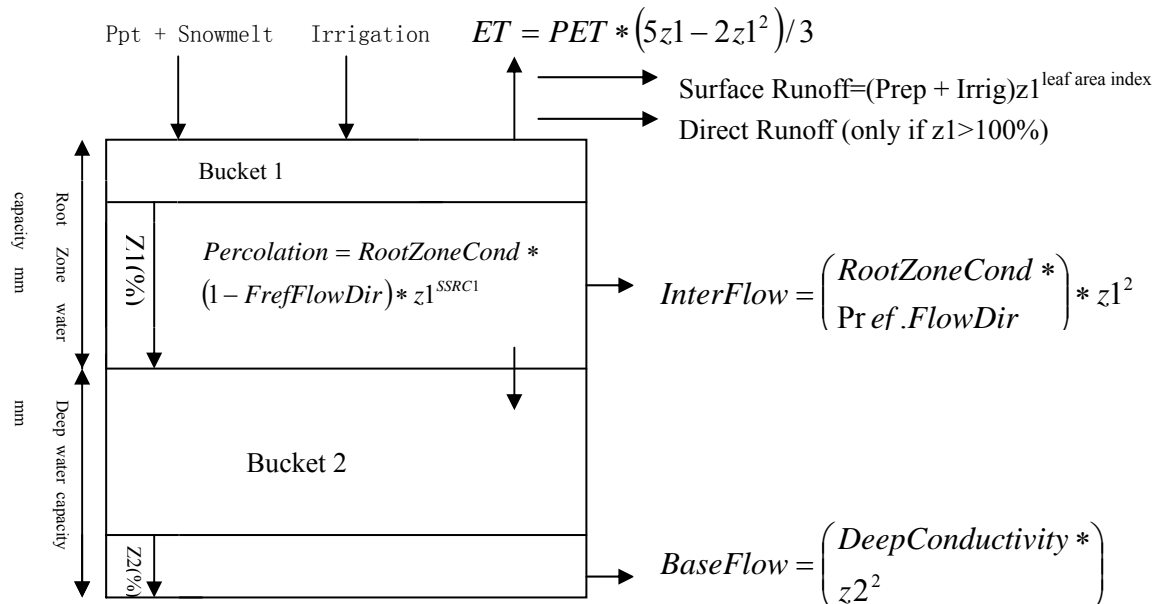 Ppt + Snowmelt Irrigation ET = PET * (5z1 − 2z1²)/3
Surface Runoff=(Prep + Irrig)z1^leaf area index
Direct Runoff (only if z1>100%)
Bucket 1
Root Zone water
capacity mm
Z1(%)
Percolation = RootZoneCond *
(1 − FrefFlowDir) * z1^SSRC1
InterFlow = (RootZoneCond *
Pref.FlowDir) * z1²
Deep water capacity
mm
Bucket 2
Z2(%)
BaseFlow = (DeepConductivity *
z2²)